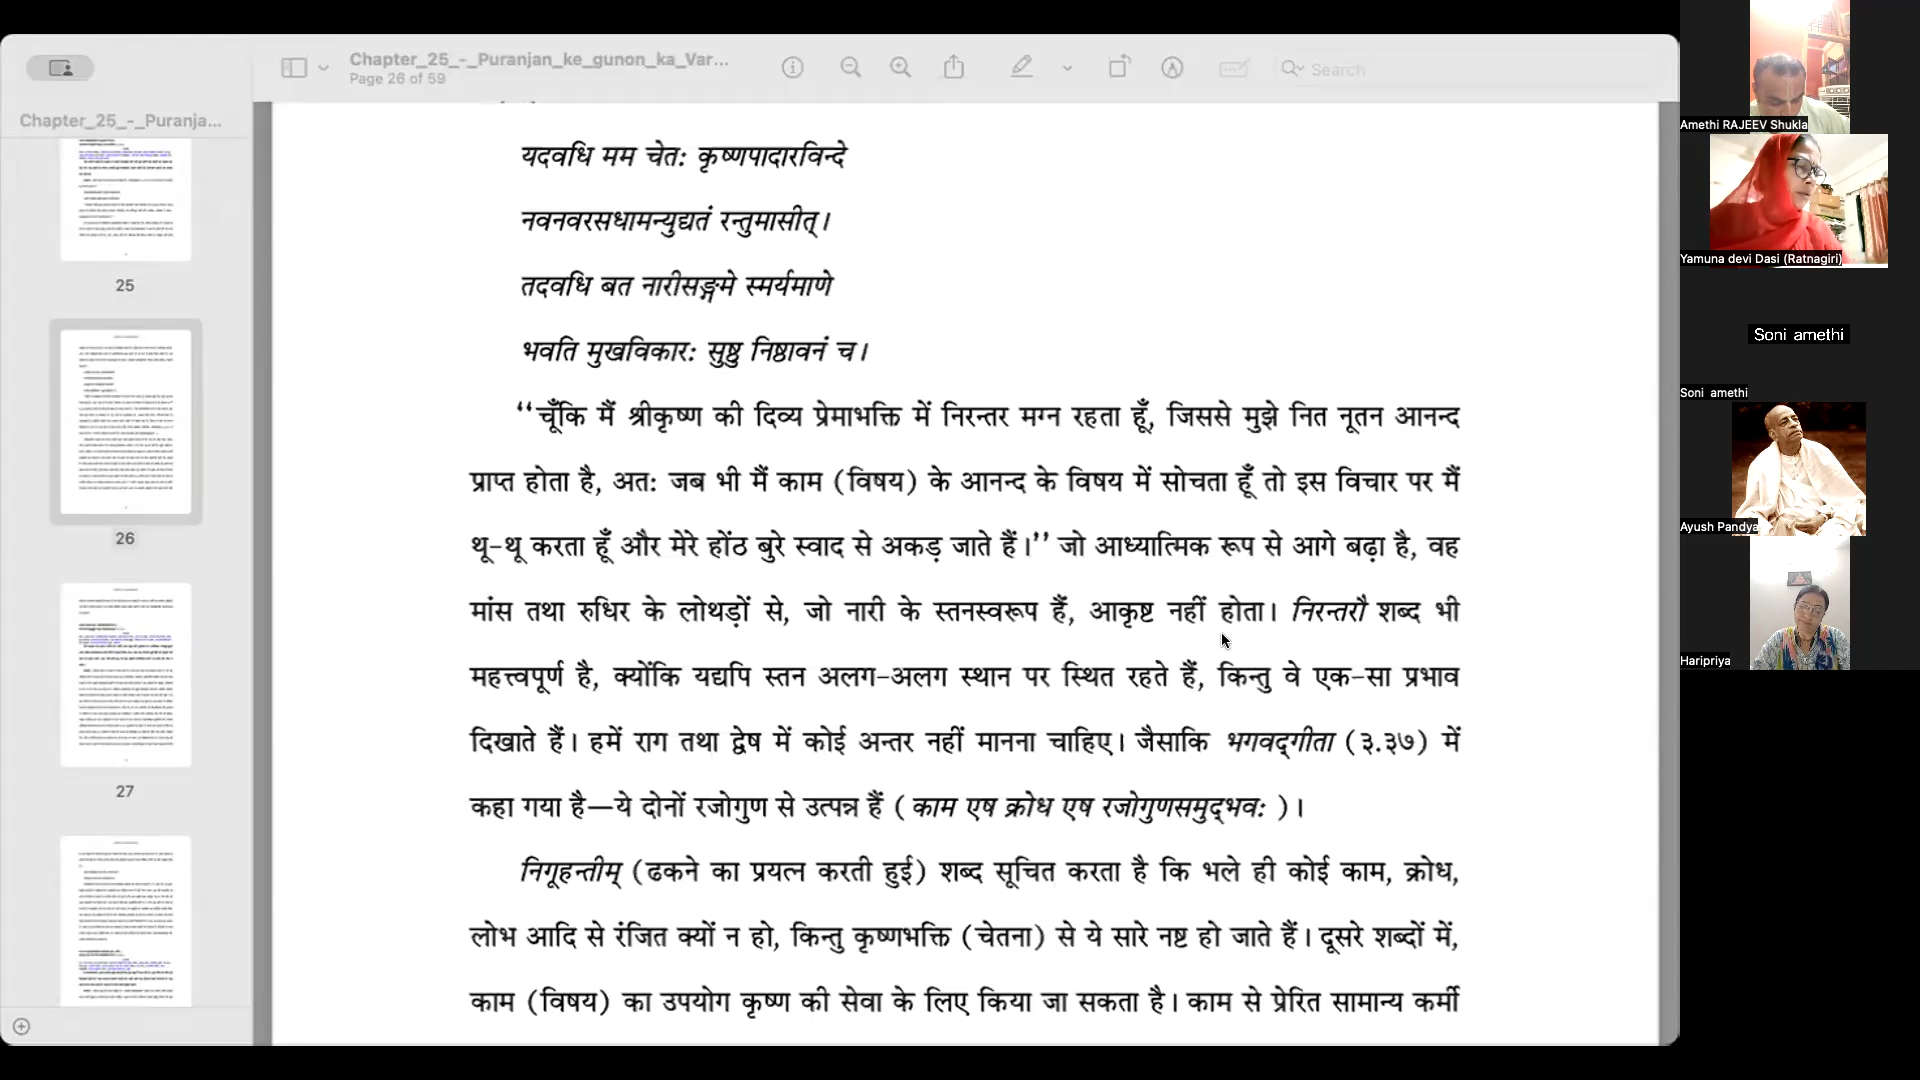 Chapter_25_-_Puranjan_ke_gunon_ka_Var...
Page 26 of 59
Search
Chapter_25_-_Puranja...
25
26
27
यदवधि मम चेतः कृष्णपादारविन्दे
नवनवरसधामन्युद्यतं रन्तुमासीत्।
तदवधि बत नारीसङ्गमे स्मर्यमाणे
भवति मुखविकारः सुष्ठु निष्ठावनं च।
‘‘चूँकि मैं श्रीकृष्ण की दिव्य प्रेमाभक्ति में निरन्तर मग्न रहता हूँ, जिससे मुझे नित नूतन आनन्द
प्राप्त होता है, अतः जब भी मैं काम (विषय) के आनन्द के विषय में सोचता हूँ तो इस विचार पर मैं
थू-थू करता हूँ और मेरे होंठ बुरे स्वाद से अकड़ जाते हैं।’’ जो आध्यात्मिक रूप से आगे बढ़ा है, वह
मांस तथा रुधिर के लोथड़ों से, जो नारी के स्तनस्वरूप हैं, आकृष्ट नहीं होता। निरन्तरौ शब्द भी
महत्त्वपूर्ण है, क्योंकि यद्यपि स्तन अलग-अलग स्थान पर स्थित रहते हैं, किन्तु वे एक-सा प्रभाव
दिखाते हैं। हमें राग तथा द्वेष में कोई अन्तर नहीं मानना चाहिए। जैसाकि भगवद्गीता (३.३७) में
कहा गया है—ये दोनों रजोगुण से उत्पन्न हैं ( काम एष क्रोध एष रजोगुणसमुद्भवः )।
निगूहन्तीम् (ढकने का प्रयत्न करती हुई) शब्द सूचित करता है कि भले ही कोई काम, क्रोध,
लोभ आदि से रंजित क्यों न हो, किन्तु कृष्णभक्ति (चेतना) से ये सारे नष्ट हो जाते हैं। दूसरे शब्दों में,
काम (विषय) का उपयोग कृष्ण की सेवा के लिए किया जा सकता है। काम से प्रेरित सामान्य कर्मी
Amethi RAJEEV Shukla
Yamuna devi Dasi (Ratnagiri)
Soni amethi
Soni amethi
Ayush Pandya
Haripriya